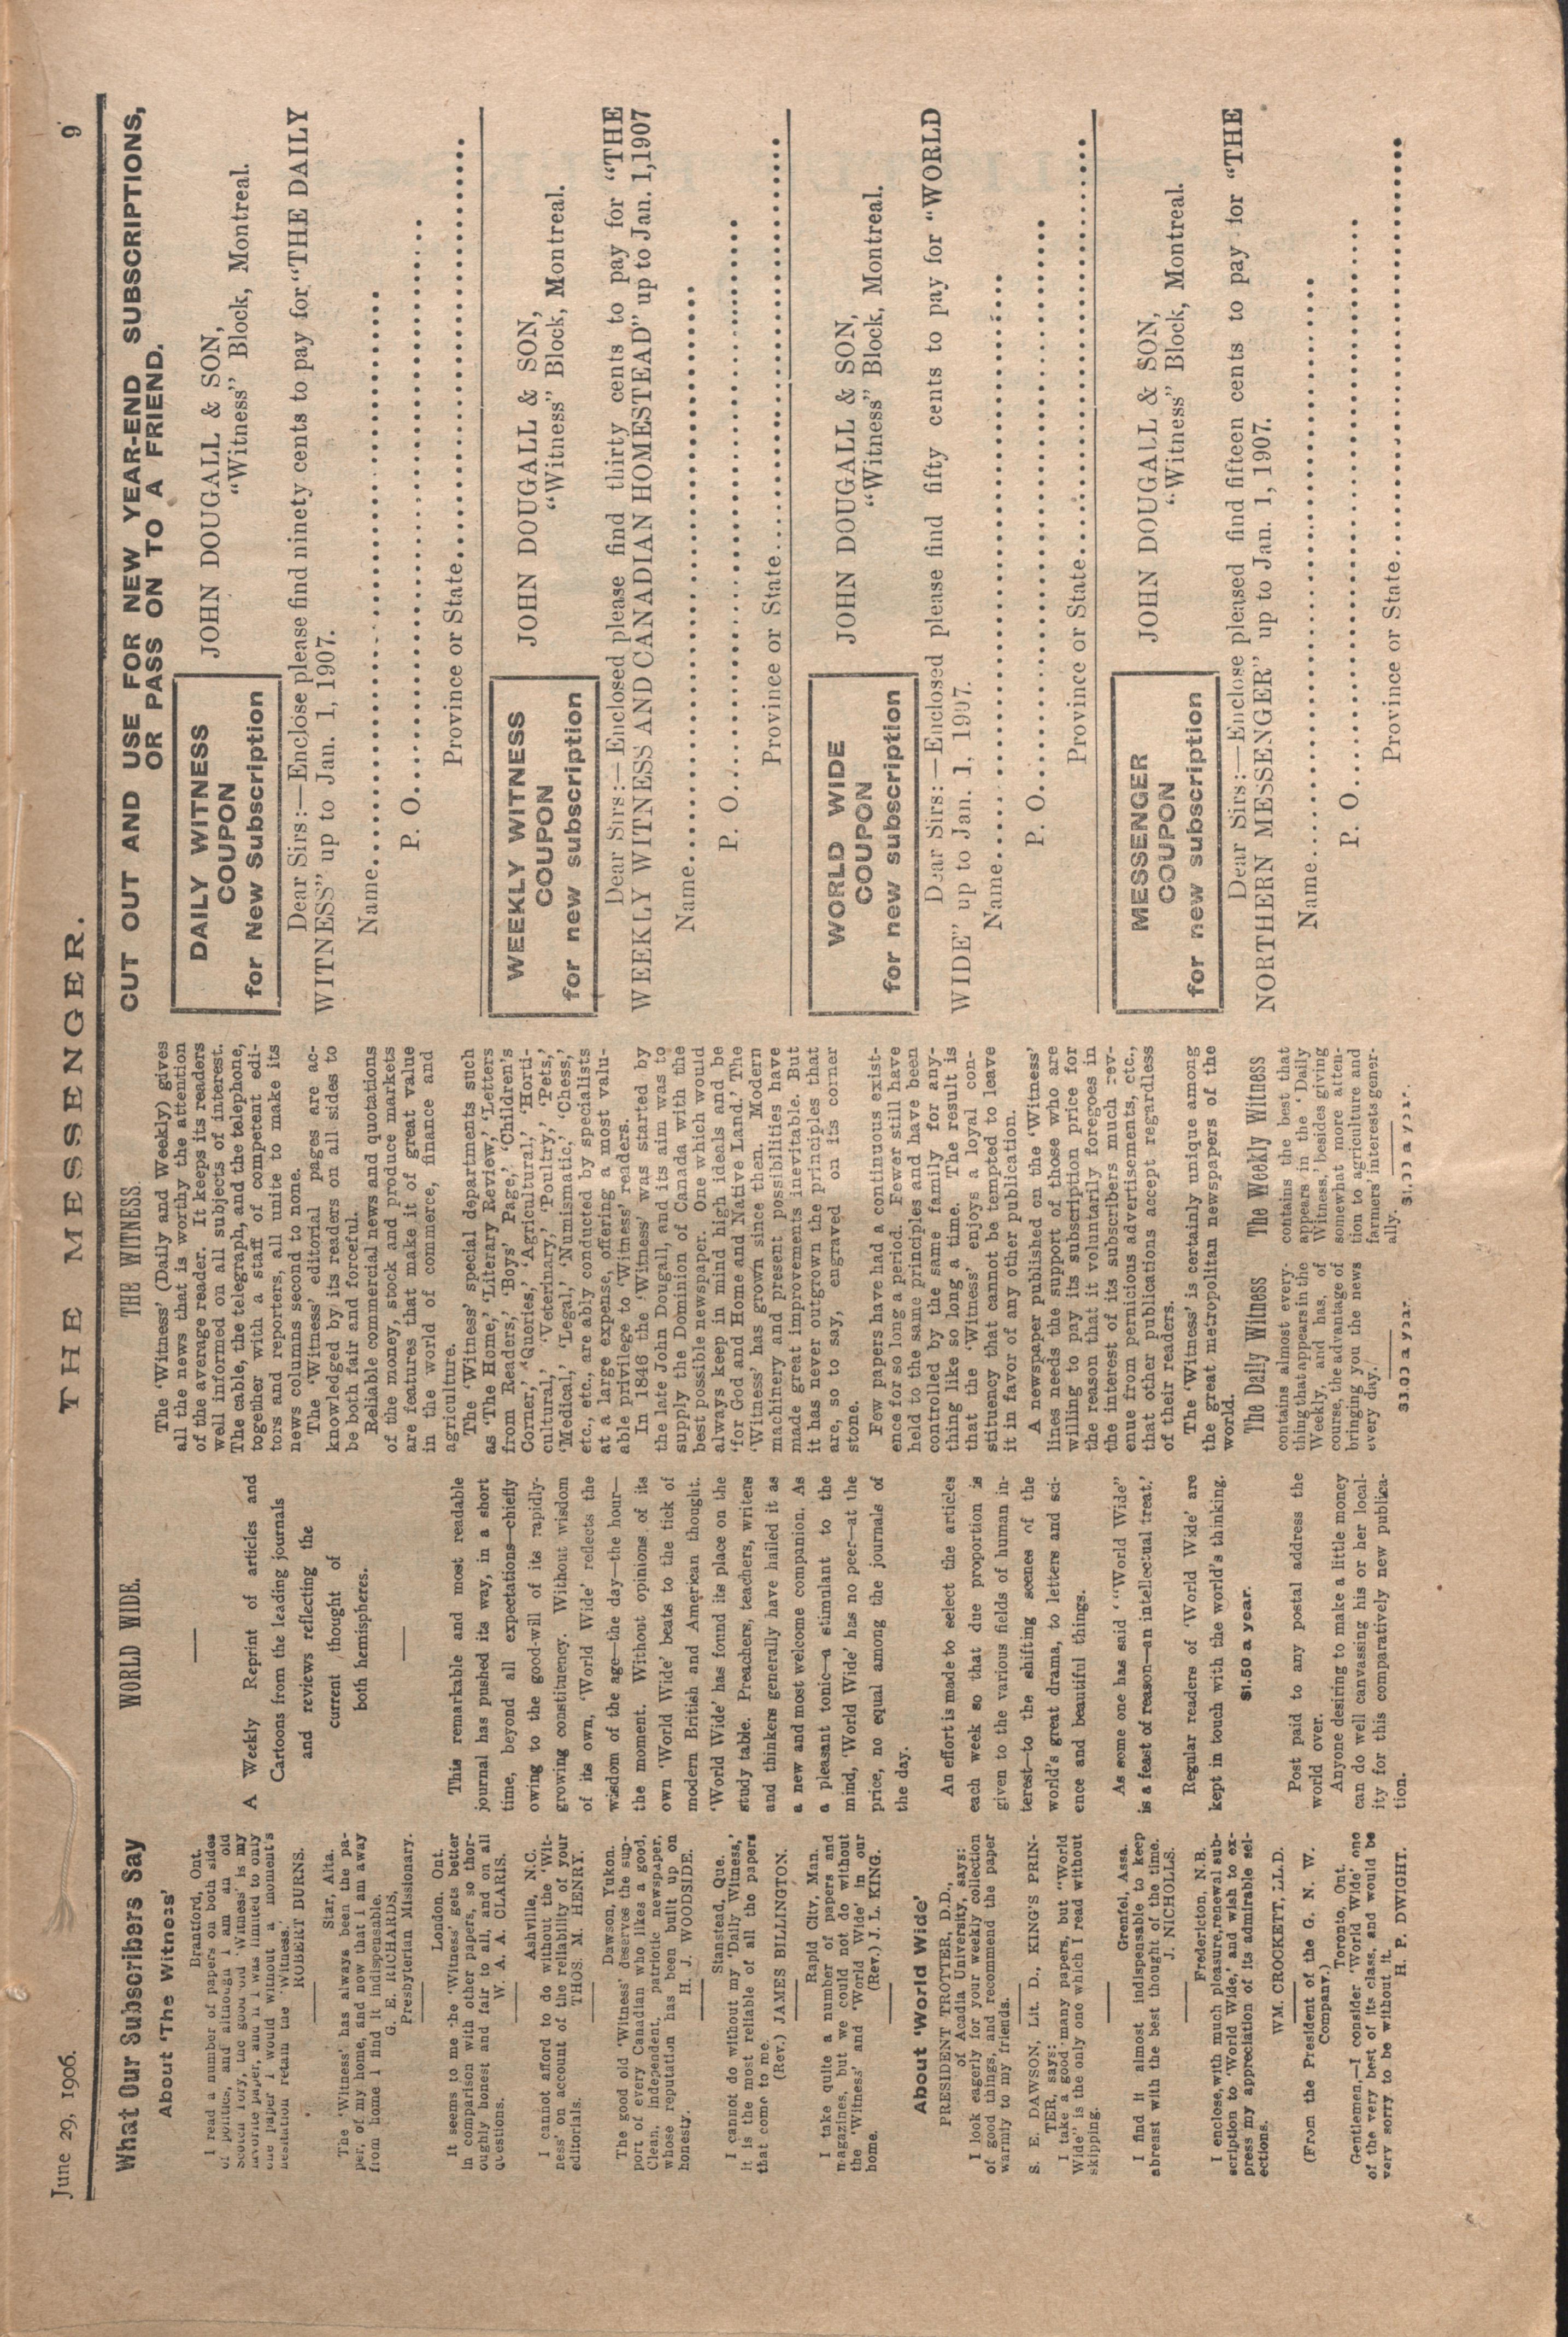 June 29, 1906.
THE MESSENGER.
9
What Our Subscribers Say
About 'The Witness'
Brantford, Ont.
I read a number of papers on both sides
of politics, and although I am an old
Scotch Tory, the good old 'Witness' is my
favorite paper, and if I was limited to only
one paper I would without a moment's
hesitation retain the 'Witness.'
ROBERT BURNS.
Star, Alta.
The 'Witness' has always been the pa-
per, of my home, and now that I am away
from home I find it indispensable.
G. E. RICHARDS,
Presbyterian Missionary.
London. Ont.
It seems to me the 'Witness' gets better
in comparison with other papers, so thor-
oughly honest and fair to all, and on all
questions.
W. A. A. CLARIS.
Ashville, N.C.
I cannot afford to do without the 'Wit-
ness' on account of the reliability of your
editorials.
THOS. M. HENRY.
Dawson, Yukon.
The good old 'Witness' deserves the sup-
port of every Canadian who likes a good,
Clean, independent, patriotic newspaper,
whose reputation has been built up on
honesty.
H. J. WOODSIDE.
Stanstead, Que.
I cannot do without my 'Daily Witness,'
it is the most reliable of all the papers
that come to me.
(Rev.) JAMES BILLINGTON.
Rapid City, Man.
I take quite a number of papers and
magazines, but we could not do without
the 'Witness' and 'World Wide' in our
home.
(Rev.) J. L. KING.
About 'World Wide'
PRESIDENT TROTTER, D.D.,
of Acadia University, says:
I look eagerly for your weekly collection
of good things, and recommend the paper
warmly to my friends.
S. E. DAWSON, Lit. D., KING'S PRIN-
TER, says:
I take a good many papers, but "World
Wide" is the only one which I read without
skipping.
Grenfel, Assa.
I find it almost indispensable to keep
abreast with the best thought of the time.
J. NICHOLLS.
Fredericton, N.B.
I enclose, with much pleasure, renewal sub-
scription to 'World Wide,' and wish to ex-
press my appreciation of its admirable sel-
ections.
WM. CROCKETT, LL.D.
(From the President of the G. N. W.
Company.)
Toronto, Ont.
Gentlemen,—I consider 'World Wide' one
of the very best of its class, and would be
very sorry to be without it.
H. P. DWIGHT.
WORLD WIDE.
A Weekly Reprint of articles and
Cartoons from the leading journals
and reviews reflecting the
current thought of
both hemispheres.
This remarkable and most readable
journal has pushed its way, in a short
time, beyond all expectations—chiefly
owing to the good-will of its rapidly-
growing constituency. Without wisdom
of its own, 'World Wide' reflects the
wisdom of the age—the day—the hour—
the moment. Without opinions of its
own 'World Wide' beats to the tick of
modern British and American thought.
'World Wide' has found its place on the
study table. Preachers, teachers, writers
and thinkers generally have hailed it as
a new and most welcome companion. As
a pleasant tonic—a stimulant to the
mind, 'World Wide' has no peer—at the
price, no equal among the journals of
the day.
An effort is made to select the articles
each week so that due proportion is
given to the various fields of human in-
terest—to the shifting scenes of the
world's great drama, to letters and sci-
ence and beautiful things.
As some one has said ' "World Wide"
is a feast of reason—an intellectual treat.'
Regular readers of 'World Wide' are
kept in touch with the world's thinking.
$1.50 a year.
Post paid to any postal address the
world over.
Anyone desiring to make a little money
can do well canvassing his or her local-
ity for this comparatively new publica-
tion.
THE WITNESS.
The 'Witness' (Daily and Weekly) gives
all the news that is worthy the attention
of the average reader. It keeps its readers
well informed on all subjects of interest.
The cable, the telegraph, and the telephone,
together with a staff of competent edi-
tors and reporters, all unite to make its
news columns second to none.
The 'Witness' editorial pages are ac-
knowledged by its readers on all sides to
be both fair and forceful.
Reliable commercial news and quotations
of the money, stock and produce markets
are features that make it of great value
in the world of commerce, finance and
agriculture.
The 'Witness' special departments such
as 'The Home,' 'Literary Review,' 'Letters
from Readers,' 'Boys' Page,' 'Children's
Corner,' 'Queries,' 'Agricultural,' 'Horti-
cultural,' 'Veterinary,' 'Poultry,' 'Pets,'
'Medical,' 'Legal,' 'Numismatic,' 'Chess,'
etc., etc., are ably conducted by specialists
at a large expense, offering a most valu-
able privilege to 'Witness' readers.
In 1846 the 'Witness' was started by
the late John Dougall, and its aim was to
supply the Dominion of Canada with the
best possible newspaper. One which would
always keep in mind high ideals and be
'for God and Home and Native Land.' The
'Witness' has grown since then. Modern
machinery and present possibilities have
made great improvements inevitable. But
it has never outgrown the principles that
are, so to say, engraved on its corner
stone.
Few papers have had a continuous exist-
ence for so long a period. Fewer still have
held to the same principles and have been
controlled by the same family for any-
thing like so long a time. The result is
that the 'Witness' enjoys a loyal con-
stituency that cannot be tempted to leave
it in favor of any other publication.
A newspaper published on the 'Witness'
lines needs the support of those who are
willing to pay its subscription price for
the reason that it voluntarily foregoes in
the interest of its subscribers much rev-
enue from pernicious advertisements, etc.,
that other publications accept regardless
of their readers.
The 'Witness' is certainly unique among
the great metropolitan newspapers of the
world.
The Daily Witness
contains almost every-
thing that appears in the
Weekly, and has, of
course, the advantage of
bringing you the news
every day.
$3.00 a year.
The Weekly Witness
contains the best that
appears in the 'Daily
Witness,' besides giving
somewhat more atten-
tion to agriculture and
farmers' interests gener-
ally.
$1.00 a year.
CUT OUT AND USE FOR NEW YEAR-END SUBSCRIPTIONS,
OR PASS ON TO A FRIEND.
DAILY WITNESS
COUPON
for New Subscription
JOHN DOUGALL & SON,
"Witness" Block, Montreal.
Dear Sirs:—Enclose please find ninety cents to pay for "THE DAILY
WITNESS" up to Jan. 1, 1907.
Name
P. O.
Province or State
WEEKLY WITNESS
COUPON
for new subscription
JOHN DOUGALL & SON,
"Witness" Block, Montreal.
Dear Sirs:—Enclosed please find thirty cents to pay for "THE
WEEKLY WITNESS AND CANADIAN HOMESTEAD" up to Jan. 1, 1907
Name
P. O.
Province or State
WORLD WIDE
COUPON
for new subscription
JOHN DOUGALL & SON,
"Witness" Block, Montreal.
Dear Sirs:—Enclosed please find fifty cents to pay for "WORLD
WIDE" up to Jan. 1, 1907.
Name
P. O.
Province or State
MESSENGER
COUPON
for new subscription
JOHN DOUGALL & SON,
"Witness" Block, Montreal.
Dear Sirs:—Enclose pleased find fifteen cents to pay for "THE
NORTHERN MESSENGER" up to Jan. 1, 1907.
Name
P. O.
Province or State